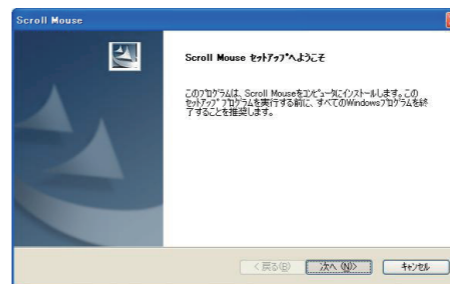 Scroll Mouse
Scroll Mouse セットアップへようこそ
このプログラムは、Scroll Mouseをコンピュータにインストールします。この
セットアップ プログラムを実行する前に、すべてのWindowsプログラムを終
了することを推奨します。
< 戻る(B)
次へ (N)>
キャンセル